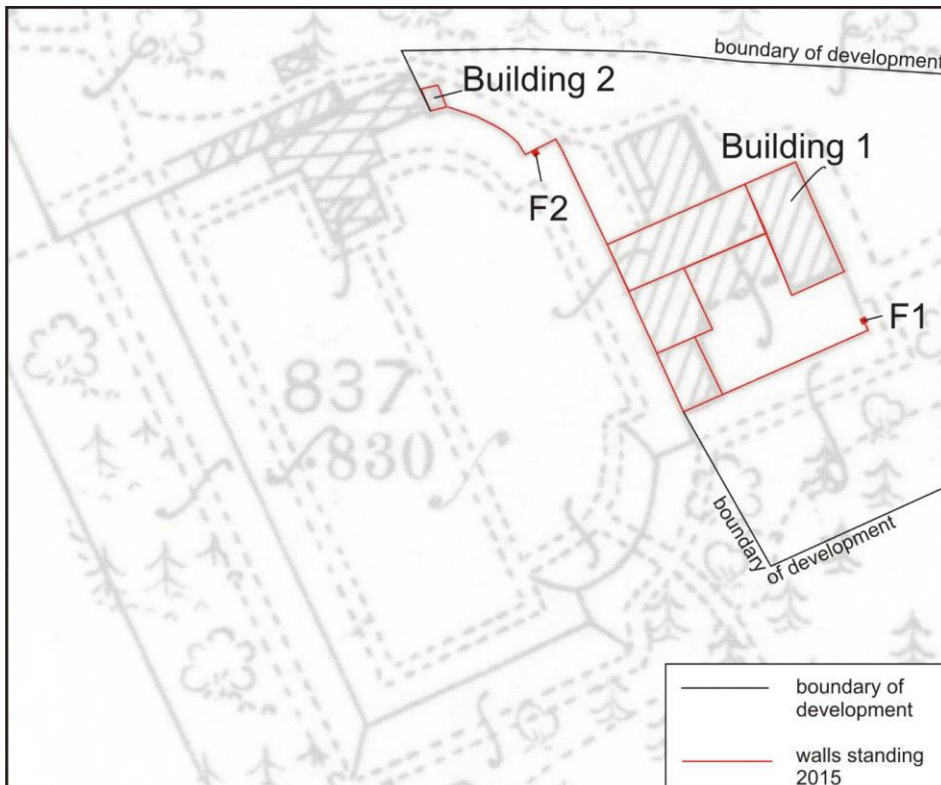 boundary of development
Building 2
Building 1
F2
F1
837
830
boundary
of development
boundary of
development
walls standing
2015